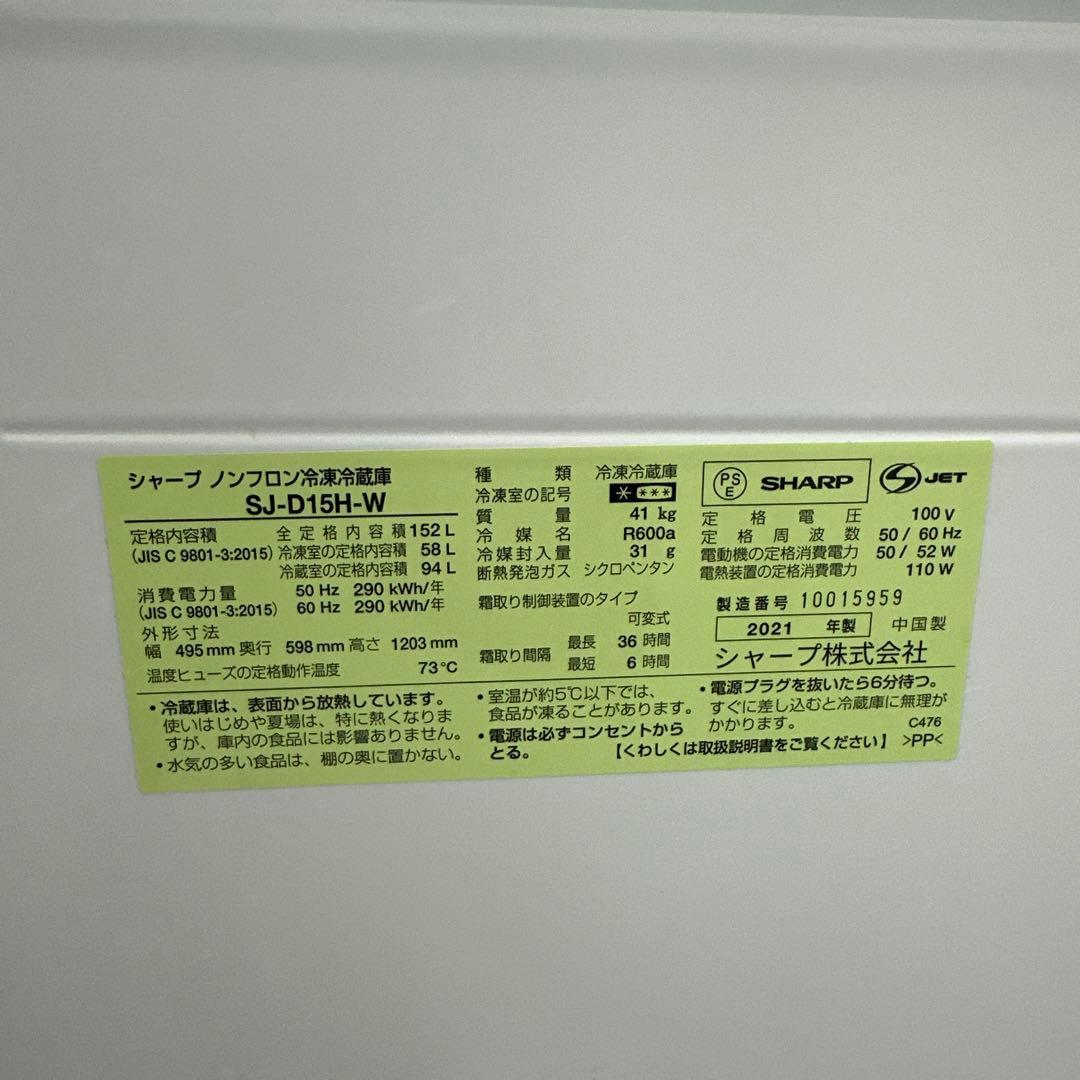 シャープ ノンフロン冷凍冷蔵庫
SJ-D15H-W
定格内容積 全定格内容積 152 L
(JIS C 9801-3:2015) 冷凍室の定格内容積 58 L
冷蔵室の定格内容積 94 L
消費電力量 50 Hz 290 kWh/年
(JIS C 9801-3:2015) 60 Hz 290 kWh/年
外形寸法
幅 495 mm 奥行 598 mm 高さ 1203 mm
温度ヒューズの定格動作温度 73℃
種類 冷凍冷蔵庫
冷凍室の記号 * ***
質量 41 kg
冷媒名 R600a
冷媒封入量 31 g
断熱発泡ガス シクロペンタン
霜取り制御装置のタイプ
可変式
霜取り間隔 最長 36 時間
最短 6 時間
PS E SHARP S JET
定格電圧 100 V
定格周波数 50 / 60 Hz
電動機の定格消費電力 50 / 52 W
電熱装置の定格消費電力 110 W
製造番号 10015959
2021 年製 中国製
シャープ株式会社
・冷蔵庫は、表面から放熱しています。
使いはじめや夏場は、特に熱くなりま
すが、庫内の食品には影響ありません。
・水気の多い食品は、棚の奥に置かない。
・室温が約5℃以下では、
食品が凍ることがあります。
・電源は必ずコンセントから
とる。
・電源プラグを抜いたら6分待つ。
すぐに差し込むと冷蔵庫に無理が
かかります。 C476
【くわしくは取扱説明書をご覧ください】 >PP<